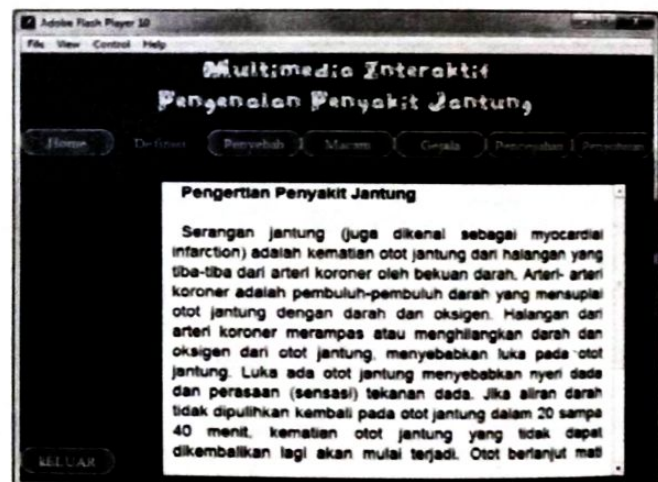 Adobe Flash Player 10
File View Control Help
Multimedia Interaktif
Pengenalan Penyakit Jantung
Home Definisi Penyebab Macam Gejala Pencegahan Pengobatan
Pengertian Penyakit Jantung
Serangan jantung (juga dikenal sebagai myocardial
infarction) adalah kematian otot jantung dari halangan yang
tiba-tiba dari arteri koroner oleh bekuan darah. Arteri- arteri
koroner adalah pembuluh-pembuluh darah yang mensuplai
otot jantung dengan darah dan oksigen. Halangan dari
arteri koroner merampas atau menghilangkan darah dan
oksigen dari otot jantung, menyebabkan luka pada otot
jantung. Luka ada otot jantung menyebabkan nyeri dada
dan perasaan (sensasi) tekanan dada. Jika aliran darah
tidak dipulihkan kembali pada otot jantung dalam 20 sampa
40 menit, kematian otot jantung yang tidak dapat
dikembalikan lagi akan mulai terjadi. Otot berlanjut mati
KELUAR